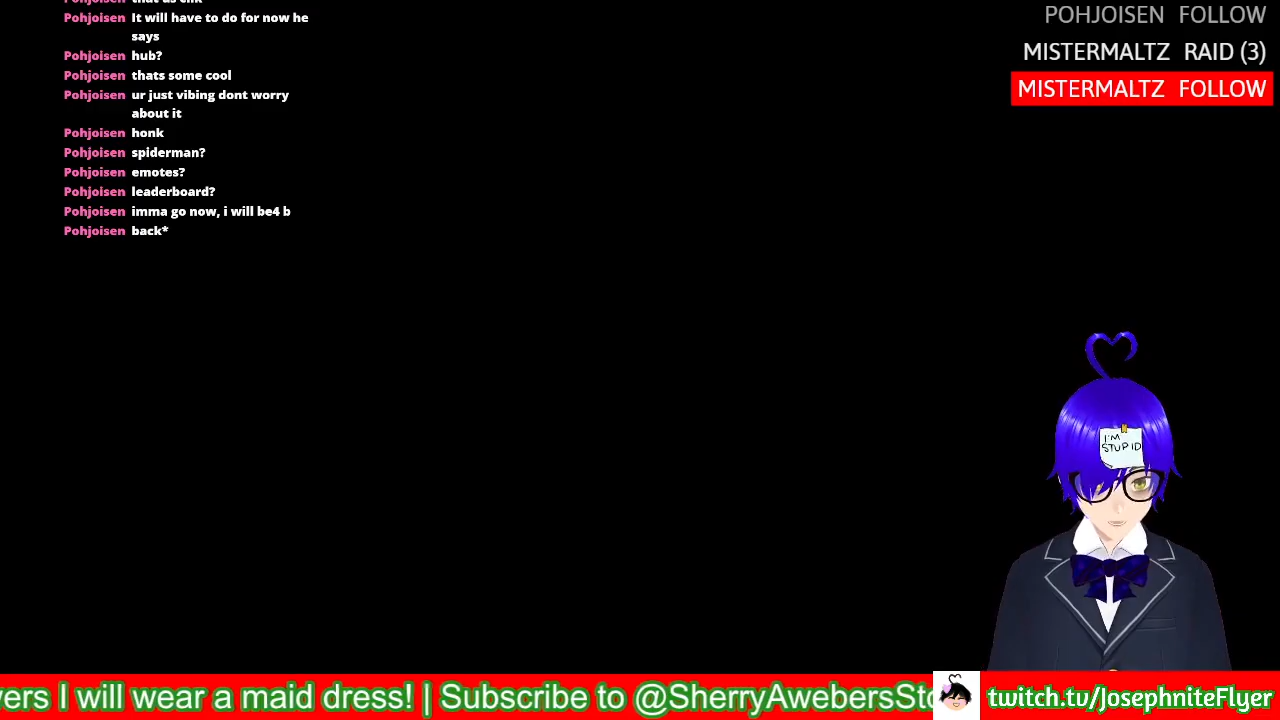 Pohjoisen It will have to do for now he
says
Pohjoisen hub?
Pohjoisen thats some cool
Pohjoisen ur just vibing dont worry
about it
Pohjoisen honk
Pohjoisen spiderman?
Pohjoisen emotes?
Pohjoisen leaderboard?
Pohjoisen imma go now, i will be4 b
Pohjoisen back*
POHJOISEN FOLLOW
MISTERMALTZ RAID (3)
MISTERMALTZ FOLLOW
I'M
STUPID
vers I will wear a maid dress! | Subscribe to @SherryAwebersSto
twitch.tv/JosephniteFlyer